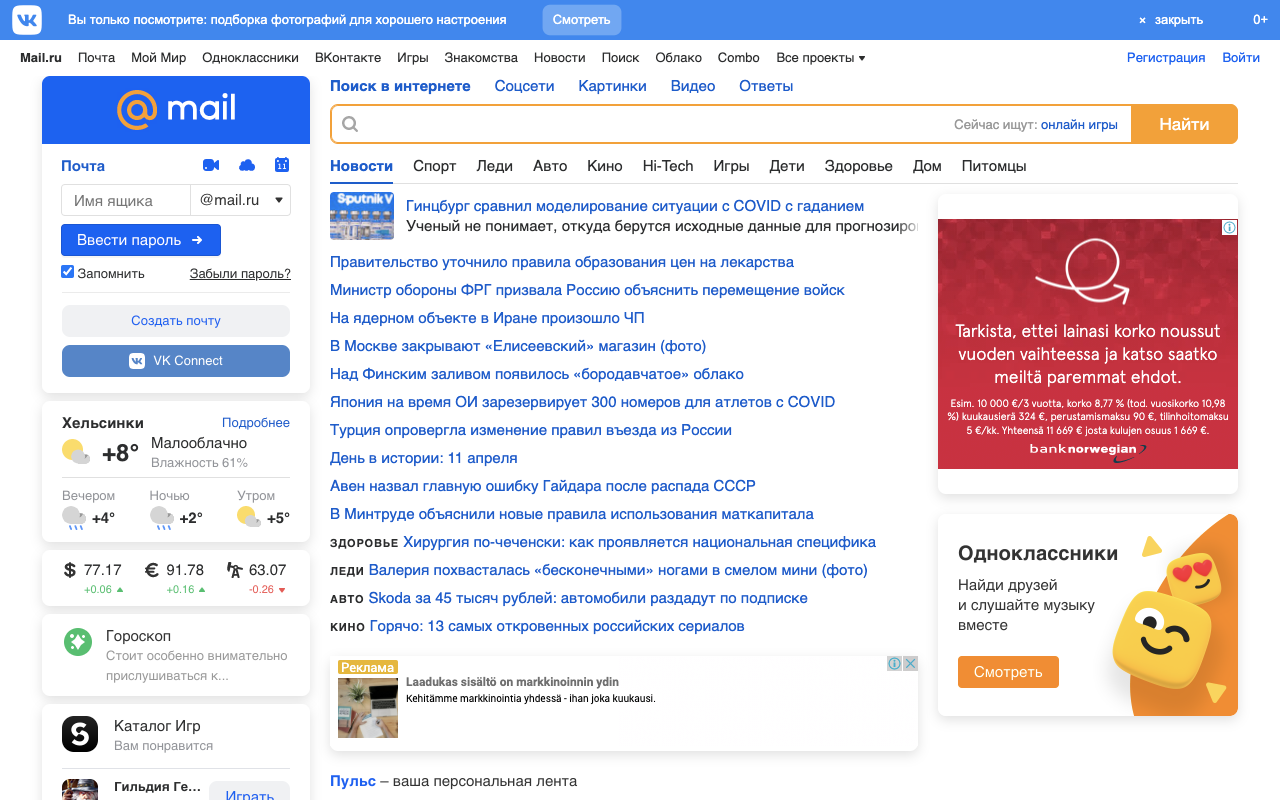 Вы только посмотрите: подборка фотографий для хорошего настроения
Смотреть
× закрыть
0+
Mail.ru Почта Мой Мир Одноклассники ВКонтакте Игры Знакомства Новости Поиск Облако Combo Все проекты
Регистрация Войти
@mail
Почта
11
Имя ящика
@mail.ru
Ввести пароль
Запомнить
Забыли пароль?
Создать почту
VK Connect
Хельсинки
Подробнее
+8°
Малооблачно
Влажность 61%
Вечером Ночью Утром
+4° +2° +5°
$ 77.17 € 91.78 63.07
+0.06 +0.16 -0.26
Гороскоп
Стоит особенно внимательно
прислушиваться к...
S
Каталог Игр
Вам понравится
Гильдия Ге...
Играть
Поиск в интернете Соцсети Картинки Видео Ответы
Сейчас ищут: онлайн игры
Найти
Новости Спорт Леди Авто Кино Hi-Tech Игры Дети Здоровье Дом Питомцы
Sputnik V
Гинцбург сравнил моделирование ситуации с COVID с гаданием
Ученый не понимает, откуда берутся исходные данные для прогнозиро
Правительство уточнило правила образования цен на лекарства
Министр обороны ФРГ призвала Россию объяснить перемещение войск
На ядерном объекте в Иране произошло ЧП
В Москве закрывают «Елисеевский» магазин (фото)
Над Финским заливом появилось «бородавчатое» облако
Япония на время ОИ зарезервирует 300 номеров для атлетов с COVID
Турция опровергла изменение правил въезда из России
День в истории: 11 апреля
Авен назвал главную ошибку Гайдара после распада СССР
В Минтруде объяснили новые правила использования маткапитала
ЗДОРОВЬЕ Хирургия по-чеченски: как проявляется национальная специфика
ЛЕДИ Валерия похвасталась «бесконечными» ногами в смелом мини (фото)
АВТО Skoda за 45 тысяч рублей: автомобили раздадут по подписке
КИНО Горячо: 13 самых откровенных российских сериалов
Реклама
Laadukas sisältö on markkinoinnin ydin
Kehitämme markkinointia yhdessä - ihan joka kuukausi.
Пульс – ваша персональная лента
Tarkista, ettei lainasi korko noussut
vuoden vaihteessa ja katso saatko
meiltä paremmat ehdot.
Esim. 10 000 €/3 vuotta, korko 8,77 % (tod. vuosikorko 10,98
%) kuukausierä 324 €, perustamismaksu 90 €, tilinhoitomaksu
5 €/kk. Yhteensä 11 669 € josta kulujen osuus 1 669 €.
banknorwegian
Одноклассники
Найди друзей
и слушайте музыку
вместе
Смотреть